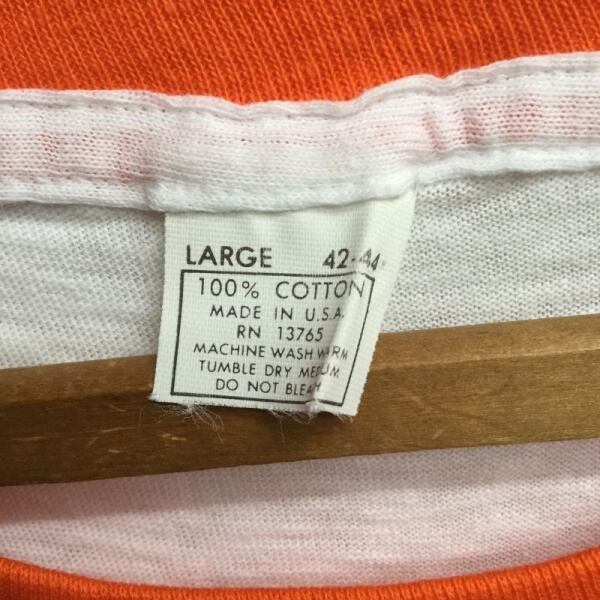 LARGE 42-44
100% COTTON
MADE IN U.S.A.
RN 13765
MACHINE WASH WARM
TUMBLE DRY MEDIUM
DO NOT BLEACH